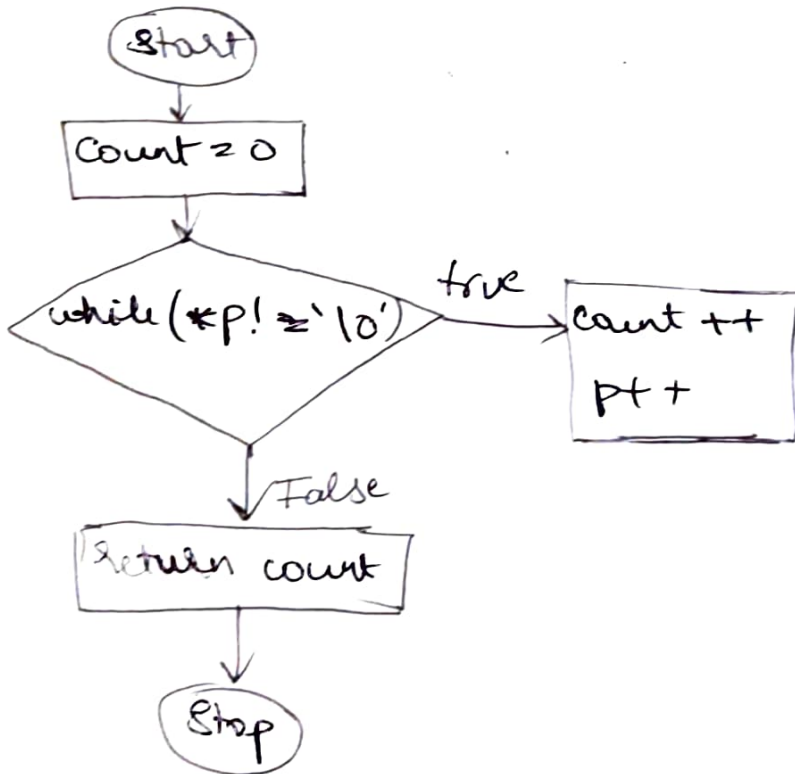 Start
Count = 0
while(*p! = '\0')
true
count ++
p++
False
return count
Stop